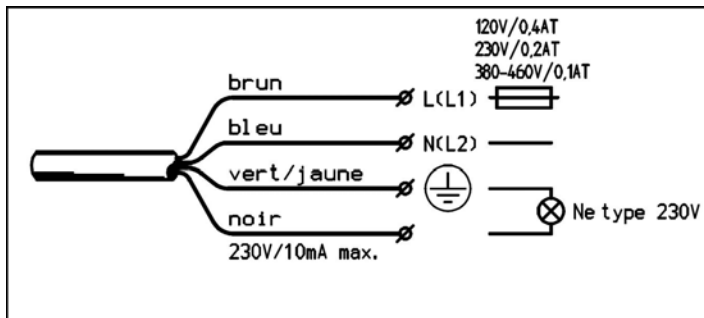 120V/0,4AT
230V/0,2AT
380-460V/0,1AT
brun
L(L1)
bleu
N(L2)
vert/jaune
noir
Ne type 230V
230V/10mA max.